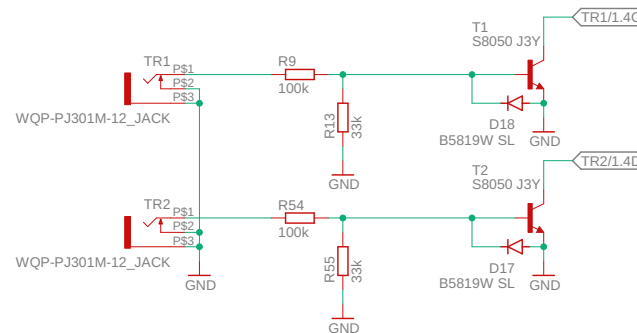 TR1/1.4C
T1
S8050 J3Y
TR1
P$1
P$2
P$3
R9
100k
R13
33k
WQP-PJ301M-12_JACK
D18
B5819W SL
GND
GND
T2
S8050 J3Y
TR2/1.4D
TR2
P$1
P$2
P$3
R54
100k
R55
33k
WQP-PJ301M-12_JACK
D17
B5819W SL
GND
GND
GND